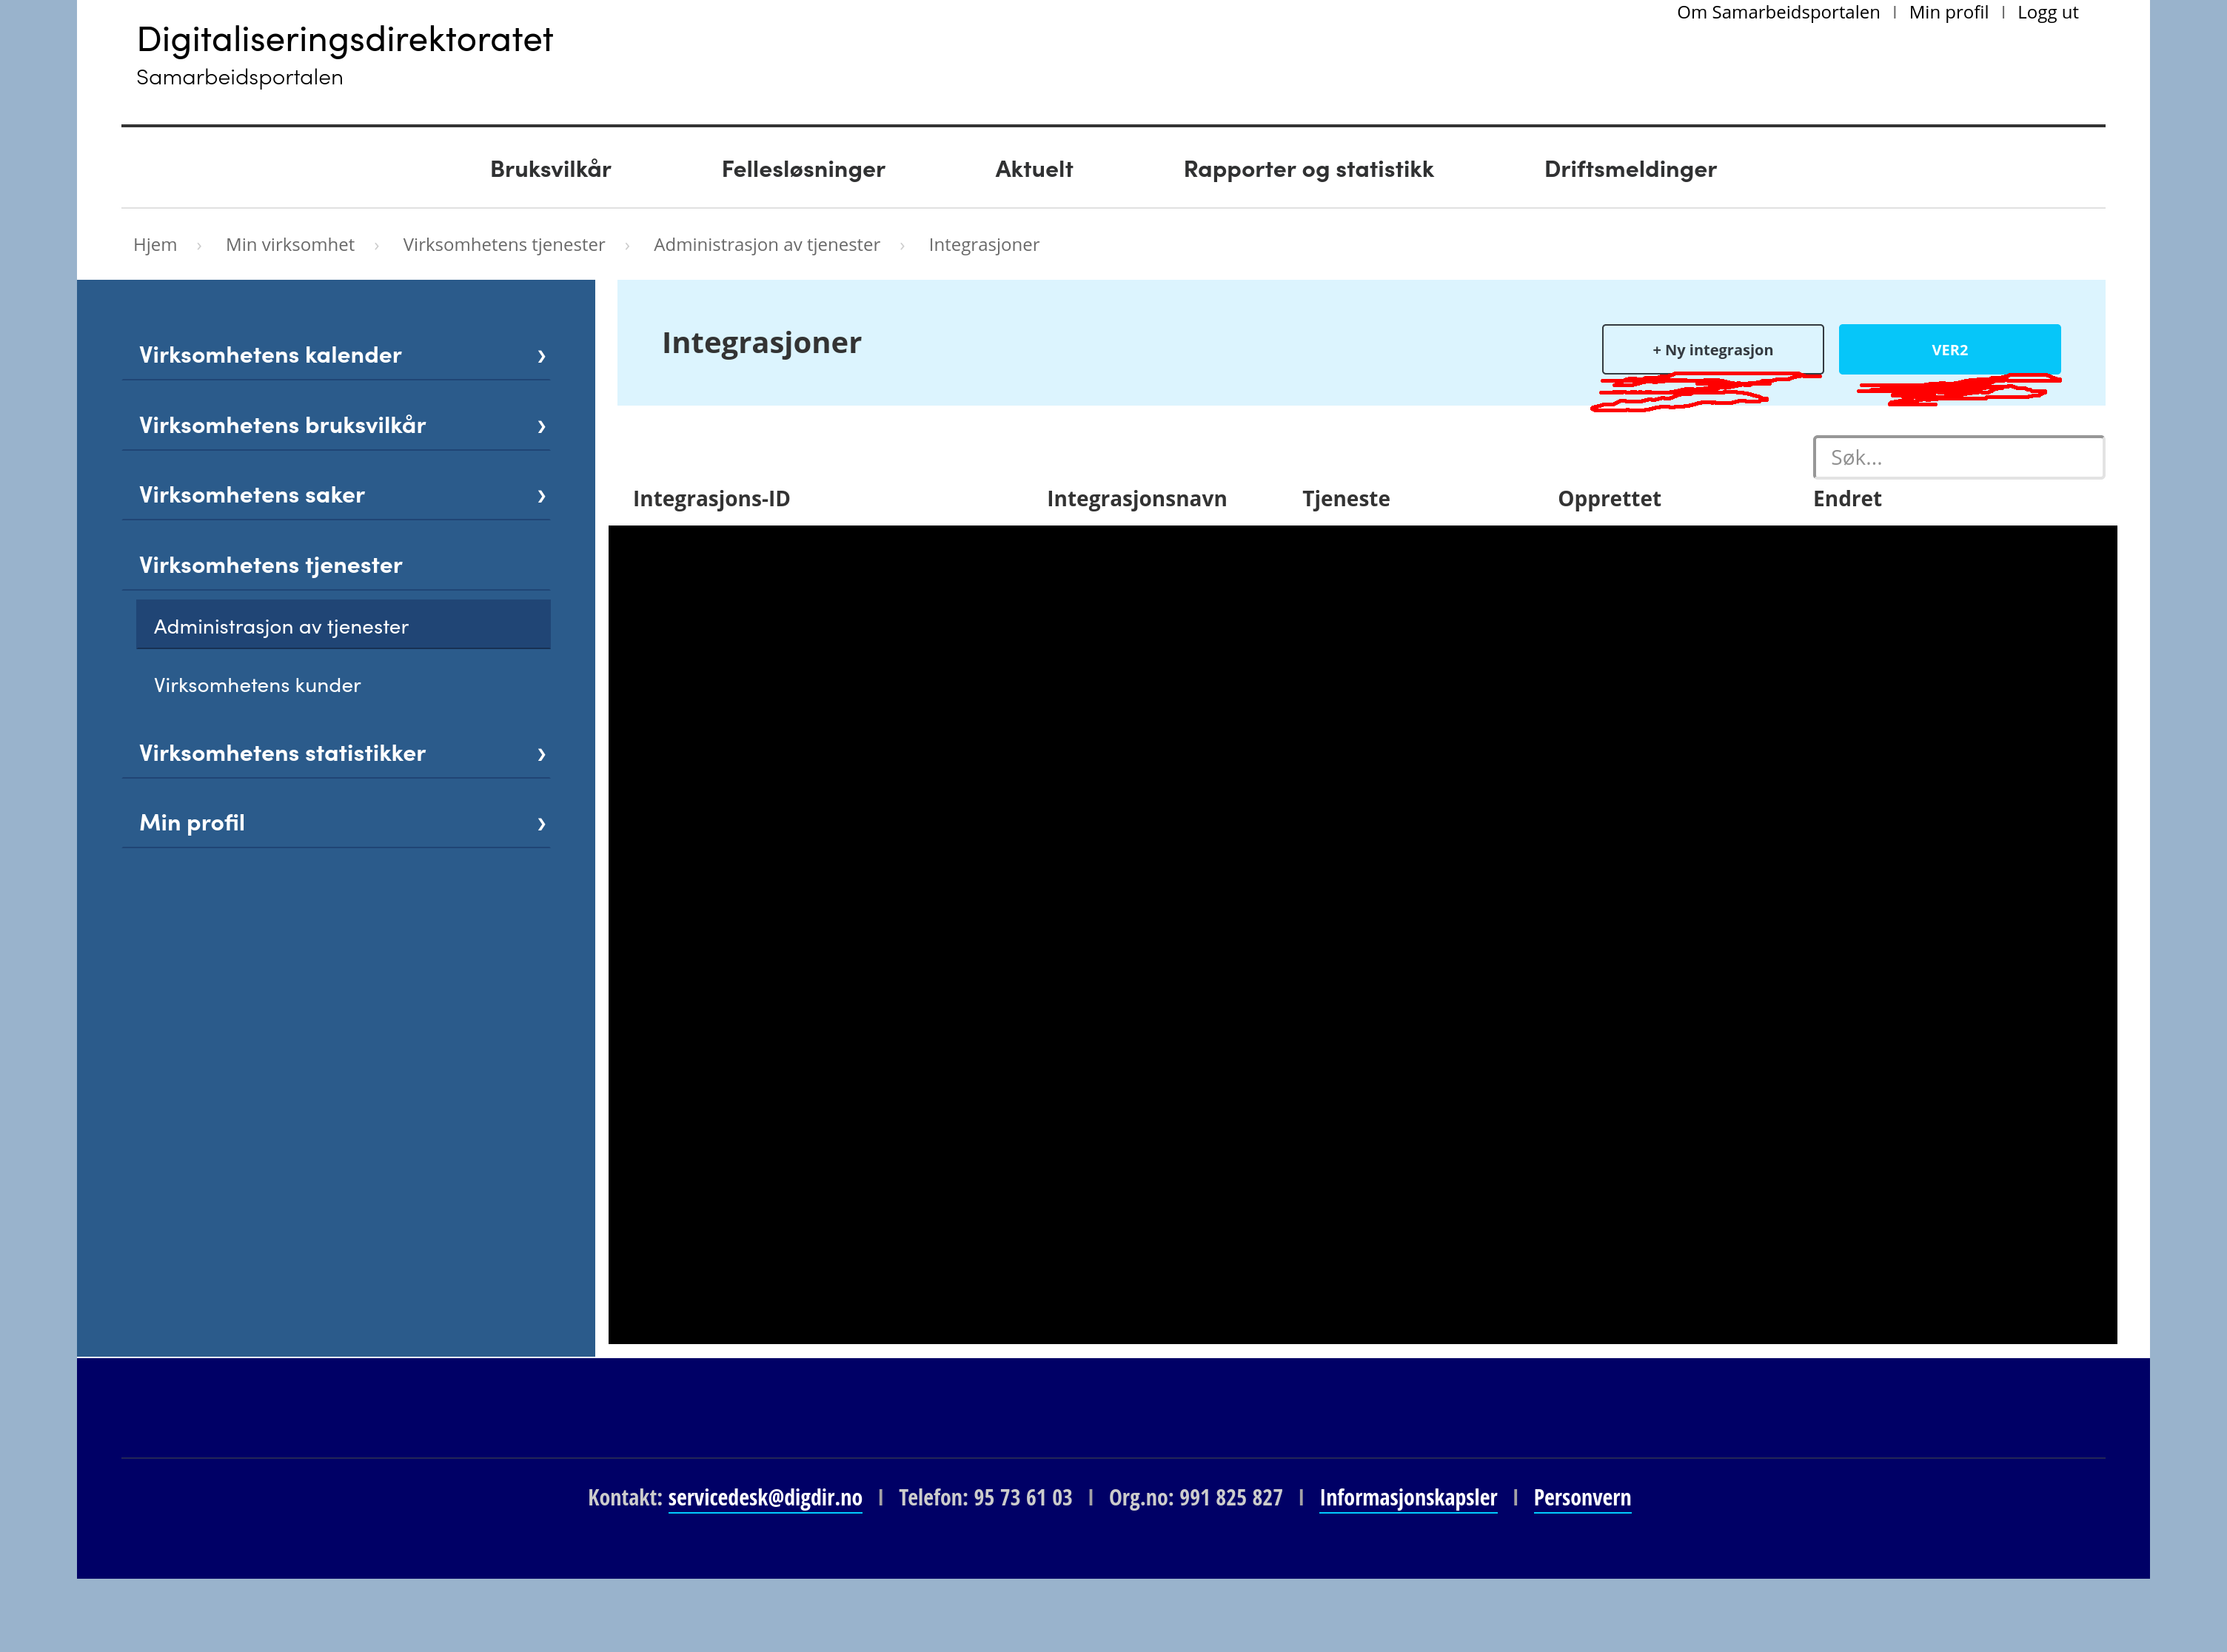 Om Samarbeidsportalen | Min profil | Logg ut
Digitaliseringsdirektoratet
Samarbeidsportalen
Bruksvilkår Fellesløsninger Aktuelt Rapporter og statistikk Driftsmeldinger
Hjem › Min virksomhet › Virksomhetens tjenester › Administrasjon av tjenester › Integrasjoner
Virksomhetens kalender ›
Virksomhetens bruksvilkår ›
Virksomhetens saker ›
Virksomhetens tjenester
Administrasjon av tjenester
Virksomhetens kunder
Virksomhetens statistikker ›
Min profil ›
Integrasjoner
+ Ny integrasjon VER2
Søk...
Integrasjons-ID Integrasjonsnavn Tjeneste Opprettet Endret
Kontakt: servicedesk@digdir.no | Telefon: 95 73 61 03 | Org.no: 991 825 827 | Informasjonskapsler | Personvern